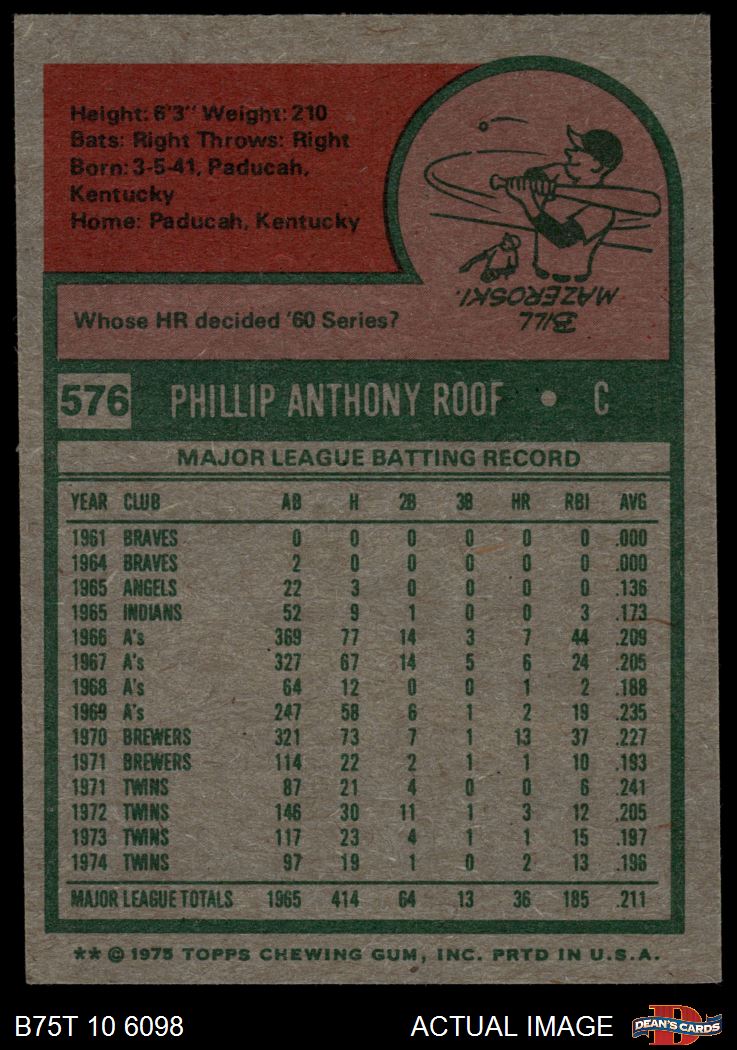 Height: 6'3" Weight: 210
Bats: Right Throws: Right
Born: 3-5-41, Paducah,
Kentucky
Home: Paducah, Kentucky
Whose HR decided '60 Series?
BILL
MAZEROSKI.
576 PHILLIP ANTHONY ROOF • C
MAJOR LEAGUE BATTING RECORD
YEAR CLUB AB H 2B 3B HR RBI AVG
1961 BRAVES 0 0 0 0 0 0 .000
1964 BRAVES 2 0 0 0 0 0 .000
1965 ANGELS 22 3 0 0 0 0 .136
1965 INDIANS 52 9 1 0 0 3 .173
1966 A's 369 77 14 3 7 44 .209
1967 A's 327 67 14 5 6 24 .205
1968 A's 64 12 0 0 1 2 .188
1969 A's 247 58 6 1 2 19 .235
1970 BREWERS 321 73 7 1 13 37 .227
1971 BREWERS 114 22 2 1 1 10 .193
1971 TWINS 87 21 4 0 0 6 .241
1972 TWINS 146 30 11 1 3 12 .205
1973 TWINS 117 23 4 1 1 15 .197
1974 TWINS 97 19 1 0 2 13 .196
MAJOR LEAGUE TOTALS 1965 414 64 13 36 185 .211
** © 1975 TOPPS CHEWING GUM, INC. PRTD IN U.S.A.
B75T 10 6098 ACTUAL IMAGE DEAN'S CARDS